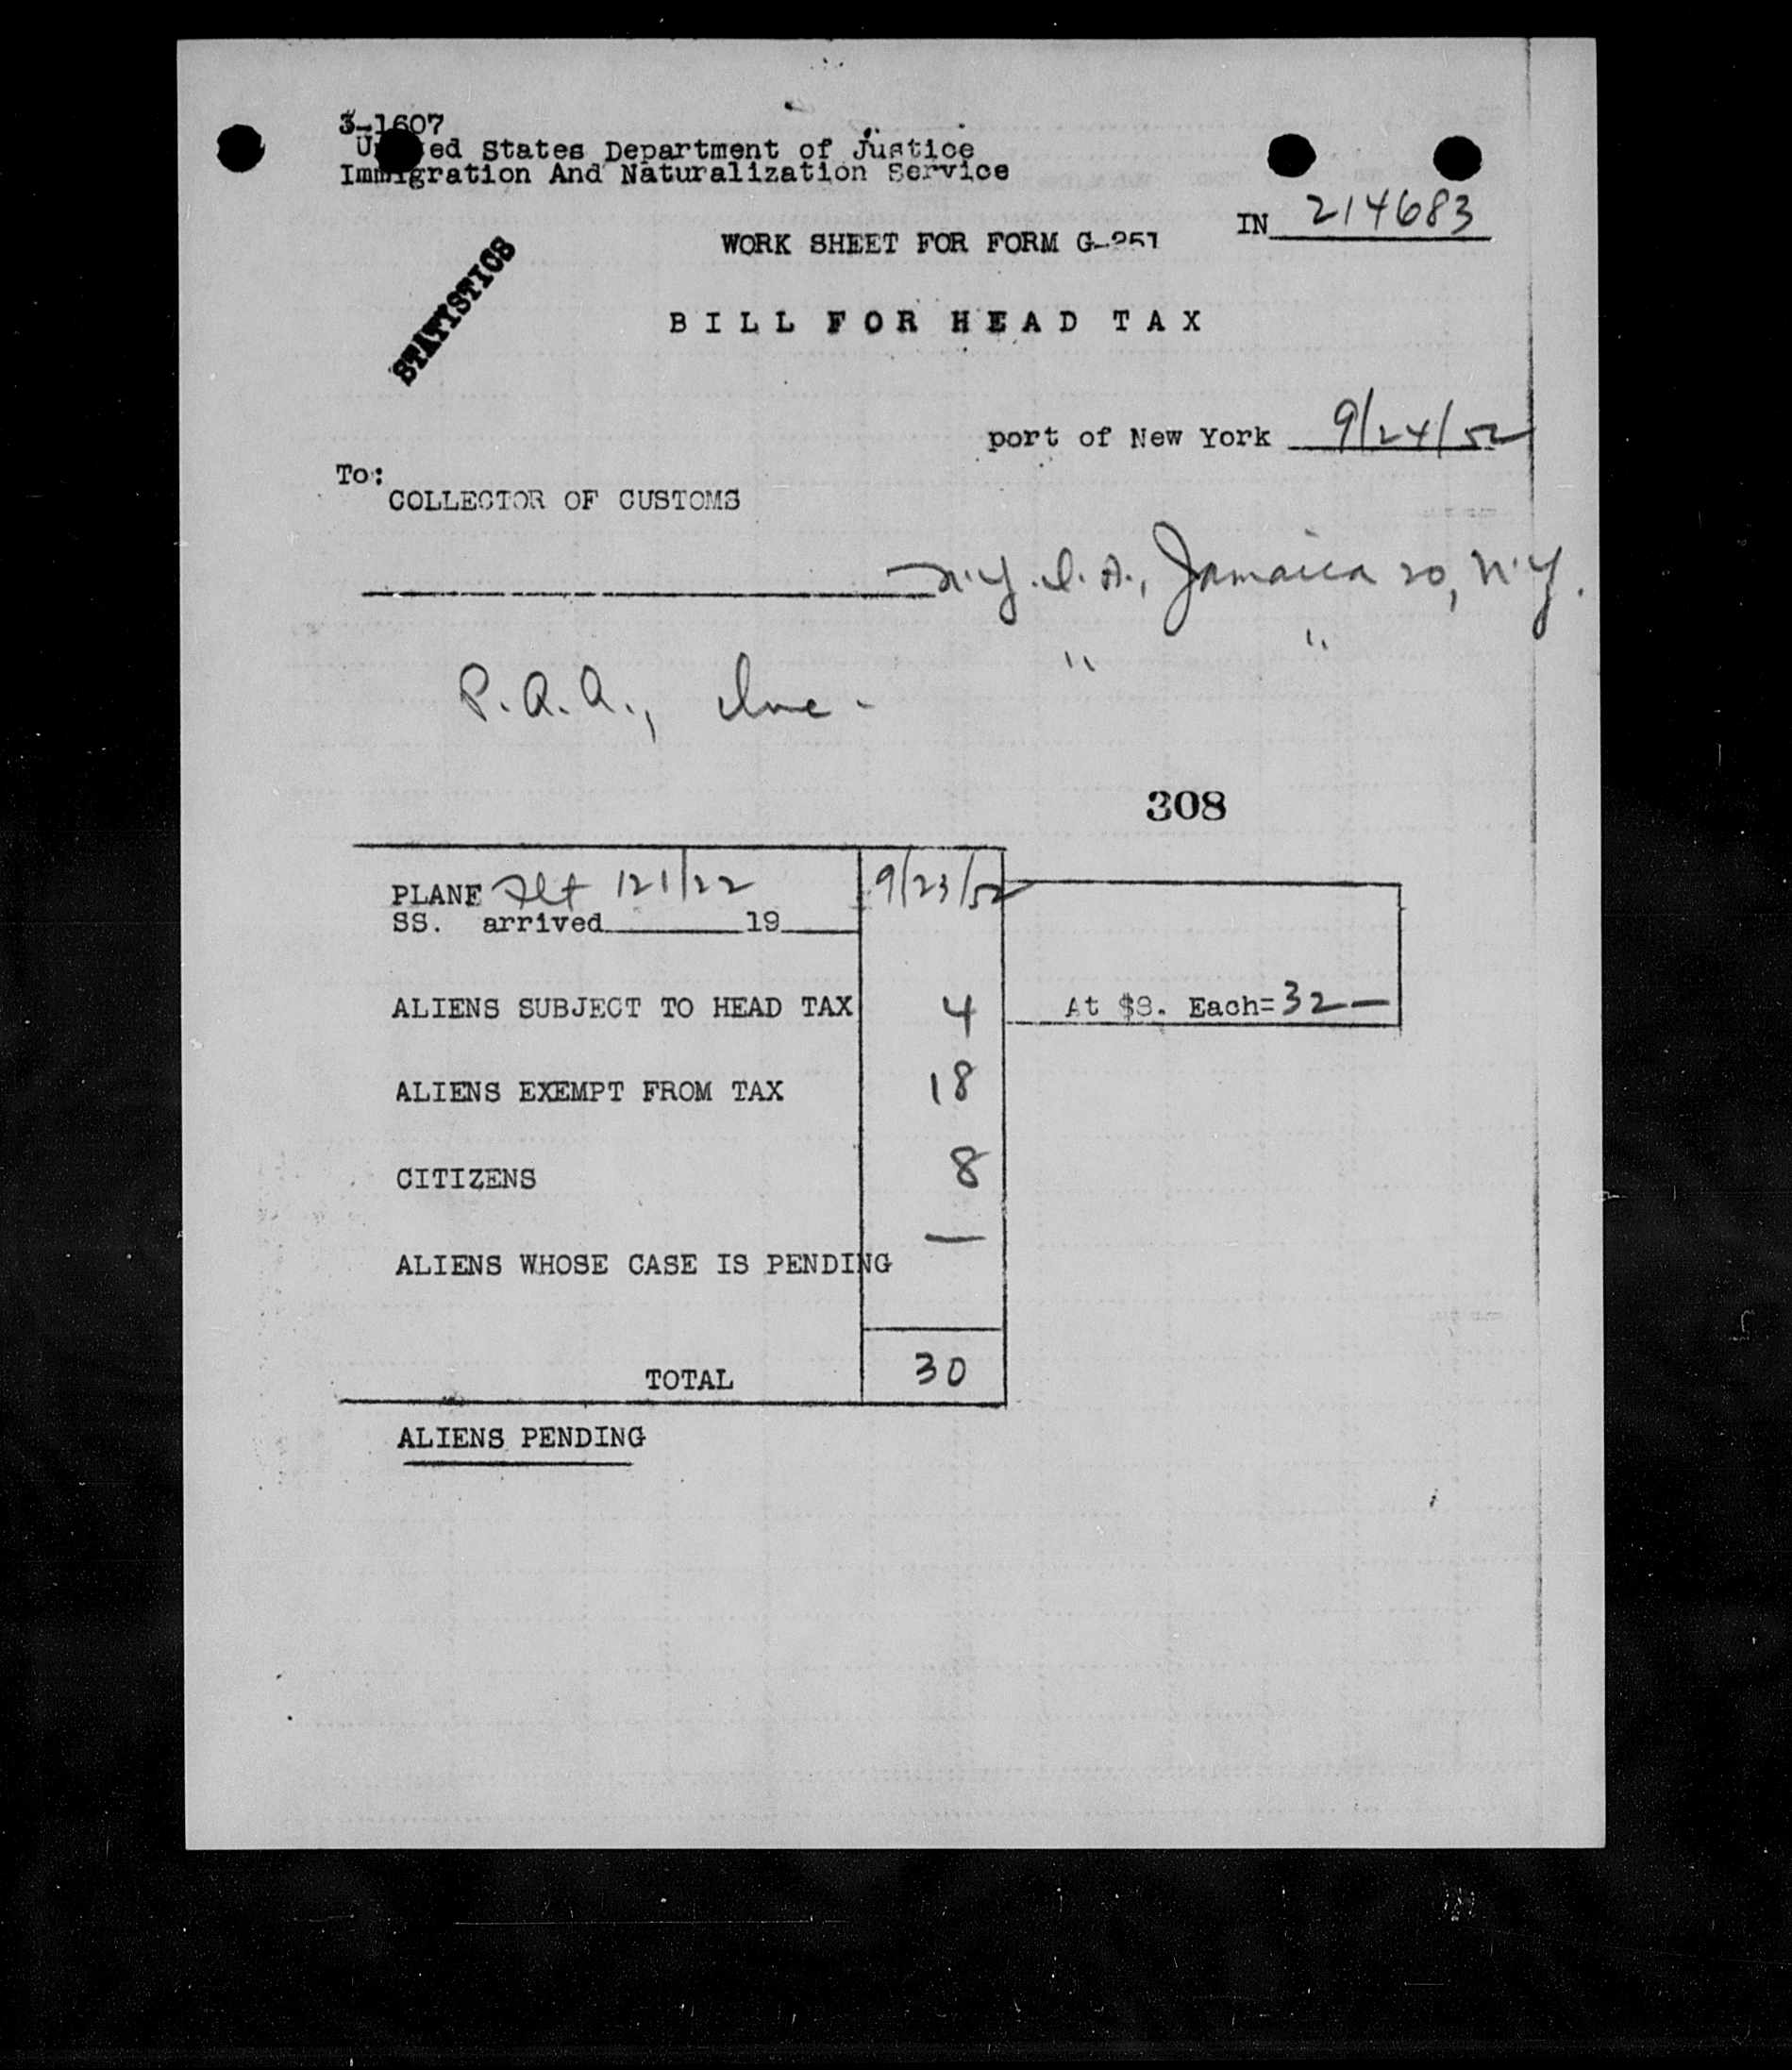 3-1607
United States Department of Justice
Immigration And Naturalization Service
IN 214683
WORK SHEET FOR FORM G-251
STATISTICS
BILL FOR HEAD TAX
port of New York 9/24/52
To:
COLLECTOR OF CUSTOMS
N.Y.I.A., Jamaica 20, N.Y.
P.A.A., Inc. " "
308
PLANE Flt 121/22 9/23/52
SS. arrived 19
ALIENS SUBJECT TO HEAD TAX 4 At $8. Each=32—
ALIENS EXEMPT FROM TAX 18
CITIZENS 8
ALIENS WHOSE CASE IS PENDING —
TOTAL 30
ALIENS PENDING